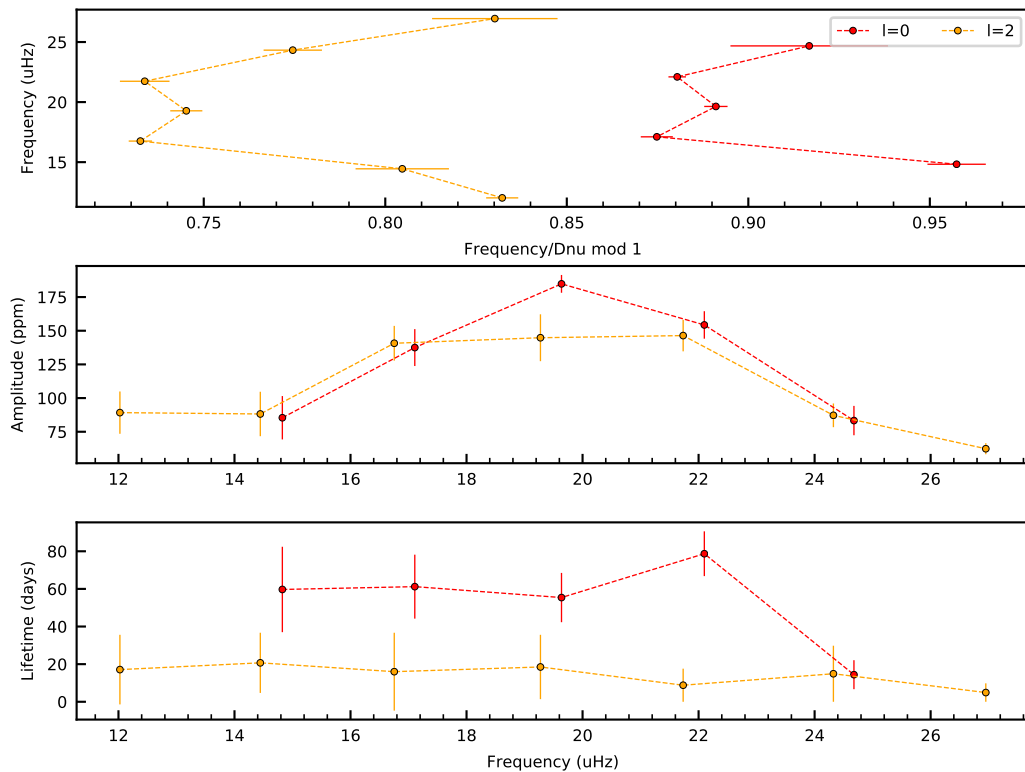 l=0 l=2
Frequency (uHz)
25
20
15
0.75 0.80 0.85 0.90 0.95
Frequency/Dnu mod 1
Amplitude (ppm)
175
150
125
100
75
12 14 16 18 20 22 24 26
Lifetime (days)
80
60
40
20
0
12 14 16 18 20 22 24 26
Frequency (uHz)